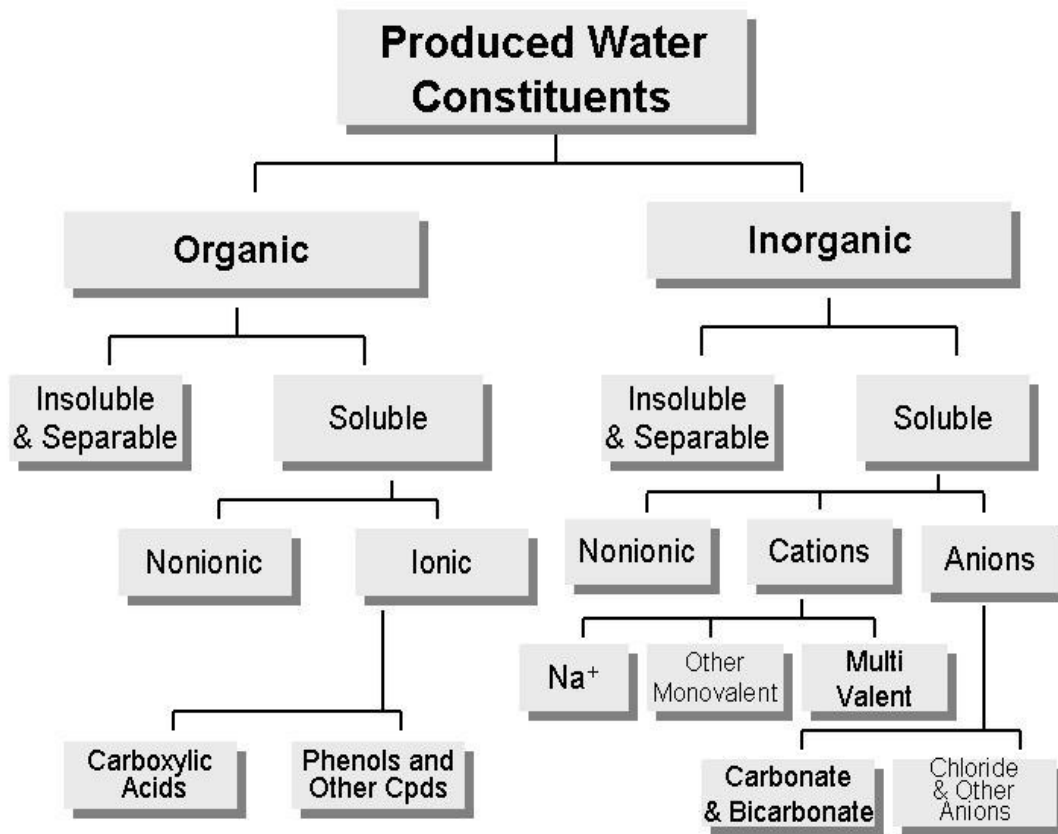 Produced Water
Constituents
Organic
Inorganic
Insoluble
& Separable
Soluble
Insoluble
& Separable
Soluble
Nonionic
Ionic
Nonionic
Cations
Anions
Na⁺
Other
Monovalent
Multi
Valent
Carboxylic
Acids
Phenols and
Other Cpds
Carbonate
& Bicarbonate
Chloride
& Other
Anions